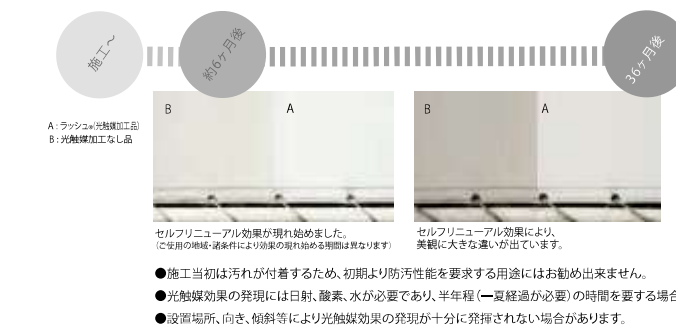 施工～
約6ヶ月後
36ヶ月後
A：ラッシュ®(光触媒加工品)
B：光触媒加工なし品
B A
B A
セルフリニューアル効果が現れ始めました。
（ご使用の地域・諸条件により効果の現れ始める期間は異なります）
セルフリニューアル効果により、
美観に大きな違いが出ています。
●施工当初は汚れが付着するため、初期より防汚性能を要求する用途にはお勧め出来ません。
●光触媒効果の発現には日射、酸素、水が必要であり、半年程（一夏経過が必要）の時間を要する場合
●設置場所、向き、傾斜等により光触媒効果の発現が十分に発揮されない場合があります。